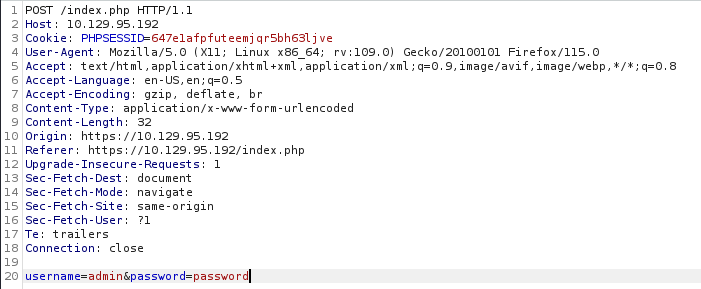 1 POST /index.php HTTP/1.1
2 Host: 10.129.95.192
3 Cookie: PHPSESSID=647e1afpfuteemjqr5bh63ljve
4 User-Agent: Mozilla/5.0 (X11; Linux x86_64; rv:109.0) Gecko/20100101 Firefox/115.0
5 Accept: text/html,application/xhtml+xml,application/xml;q=0.9,image/avif,image/webp,*/*;q=0.8
6 Accept-Language: en-US,en;q=0.5
7 Accept-Encoding: gzip, deflate, br
8 Content-Type: application/x-www-form-urlencoded
9 Content-Length: 32
10 Origin: https://10.129.95.192
11 Referer: https://10.129.95.192/index.php
12 Upgrade-Insecure-Requests: 1
13 Sec-Fetch-Dest: document
14 Sec-Fetch-Mode: navigate
15 Sec-Fetch-Site: same-origin
16 Sec-Fetch-User: ?1
17 Te: trailers
18 Connection: close
19
20 username=admin&password=password